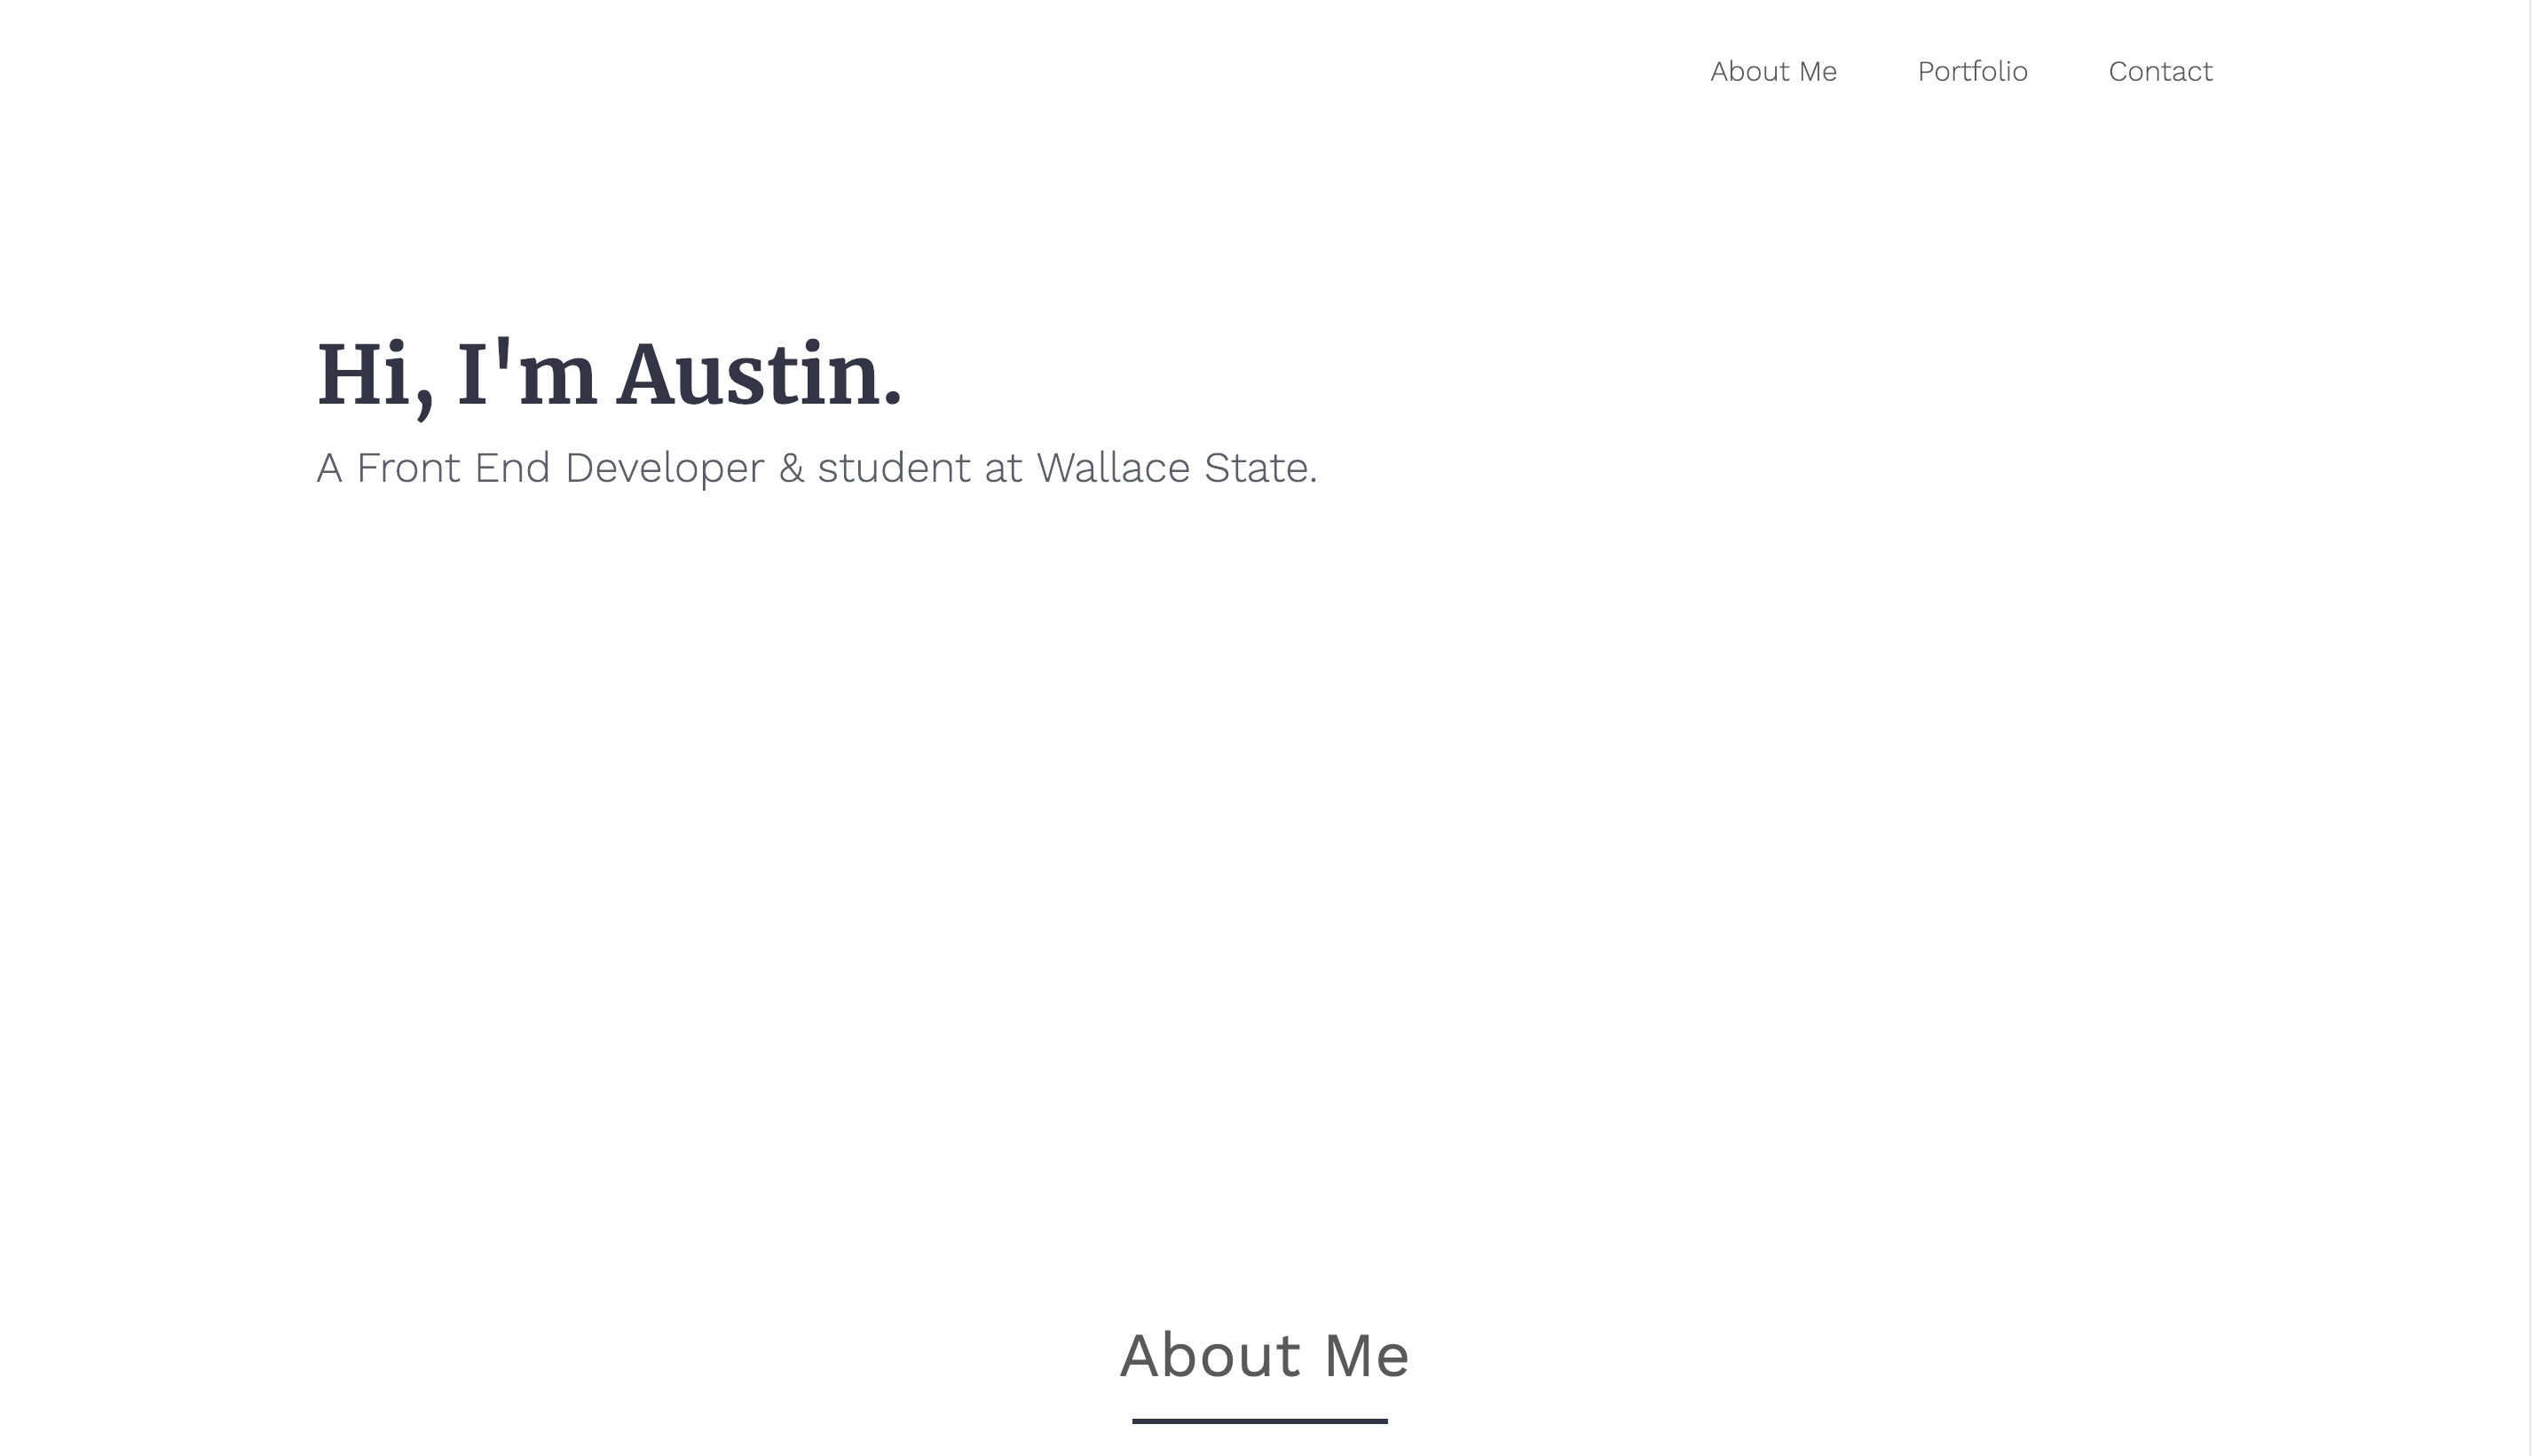 About Me Portfolio Contact
Hi, I'm Austin.
A Front End Developer & student at Wallace State.
About Me